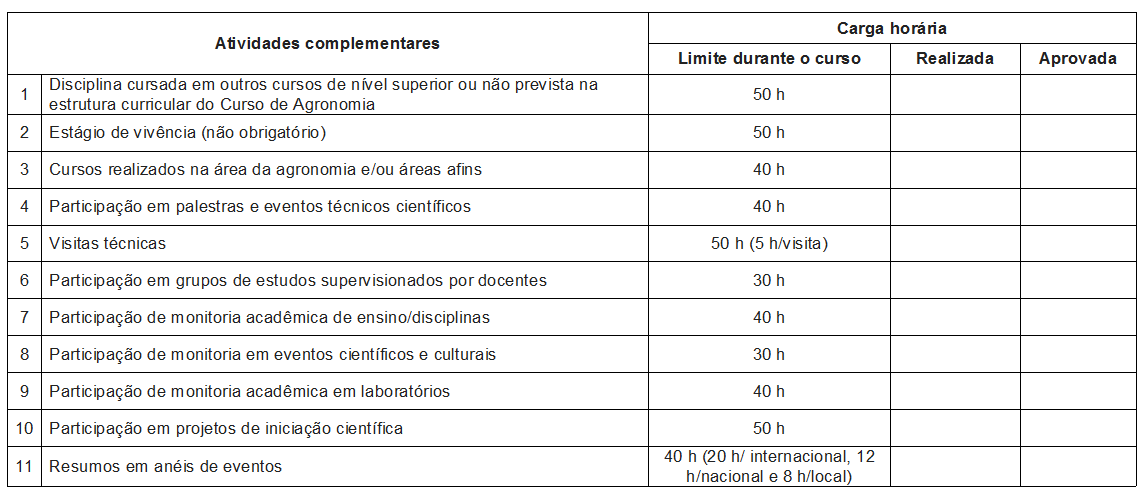 Atividades complementares
Carga horária
Limite durante o curso
Realizada
Aprovada
1
Disciplina cursada em outros cursos de nível superior ou não prevista na
estrutura curricular do Curso de Agronomia
50 h
2
Estágio de vivência (não obrigatório)
50 h
3
Cursos realizados na área da agronomia e/ou áreas afins
40 h
4
Participação em palestras e eventos técnicos científicos
40 h
5
Visitas técnicas
50 h (5 h/visita)
6
Participação em grupos de estudos supervisionados por docentes
30 h
7
Participação de monitoria acadêmica de ensino/disciplinas
40 h
8
Participação de monitoria em eventos científicos e culturais
30 h
9
Participação de monitoria acadêmica em laboratórios
40 h
10
Participação em projetos de iniciação científica
50 h
11
Resumos em anéis de eventos
40 h (20 h/ internacional, 12
h/nacional e 8 h/local)